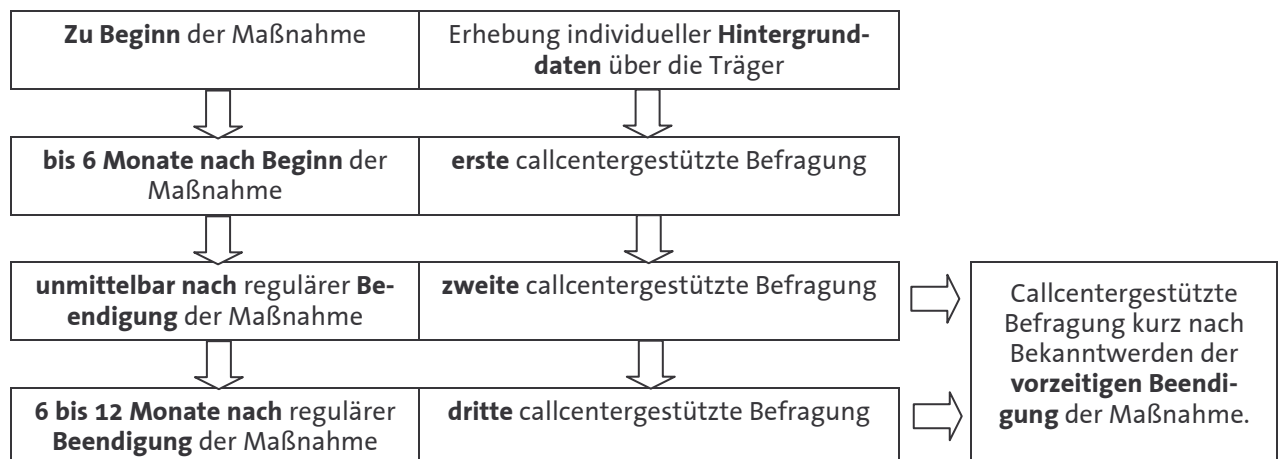 Zu Beginn der Maßnahme
Erhebung individueller Hintergrund-
daten über die Träger
bis 6 Monate nach Beginn der
Maßnahme
erste callcentergestützte Befragung
unmittelbar nach regulärer Be-
endigung der Maßnahme
zweite callcentergestützte Befragung
Callcentergestützte
Befragung kurz nach
Bekanntwerden der
vorzeitigen Beendi-
gung der Maßnahme.
6 bis 12 Monate nach regulärer
Beendigung der Maßnahme
dritte callcentergestützte Befragung